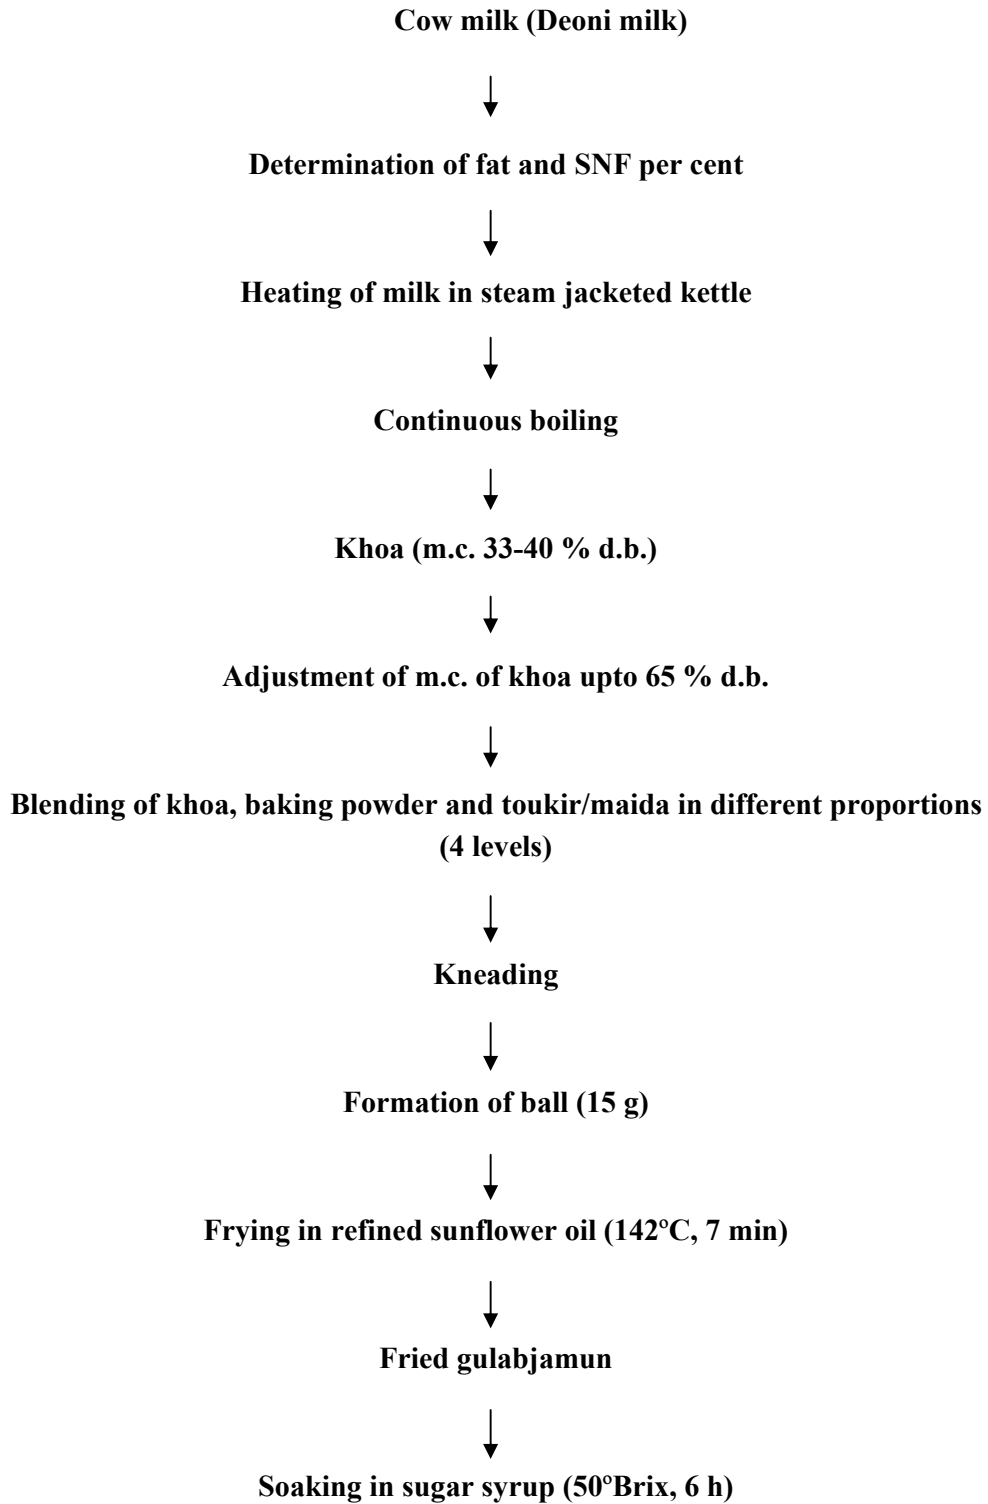 Cow milk (Deoni milk)
Determination of fat and SNF per cent
Heating of milk in steam jacketed kettle
Continuous boiling
Khoa (m.c. 33-40 % d.b.)
Adjustment of m.c. of khoa upto 65 % d.b.
Blending of khoa, baking powder and toukir/maida in different proportions
(4 levels)
Kneading
Formation of ball (15 g)
Frying in refined sunflower oil (142ºC, 7 min)
Fried gulabjamun
Soaking in sugar syrup (50ºBrix, 6 h)